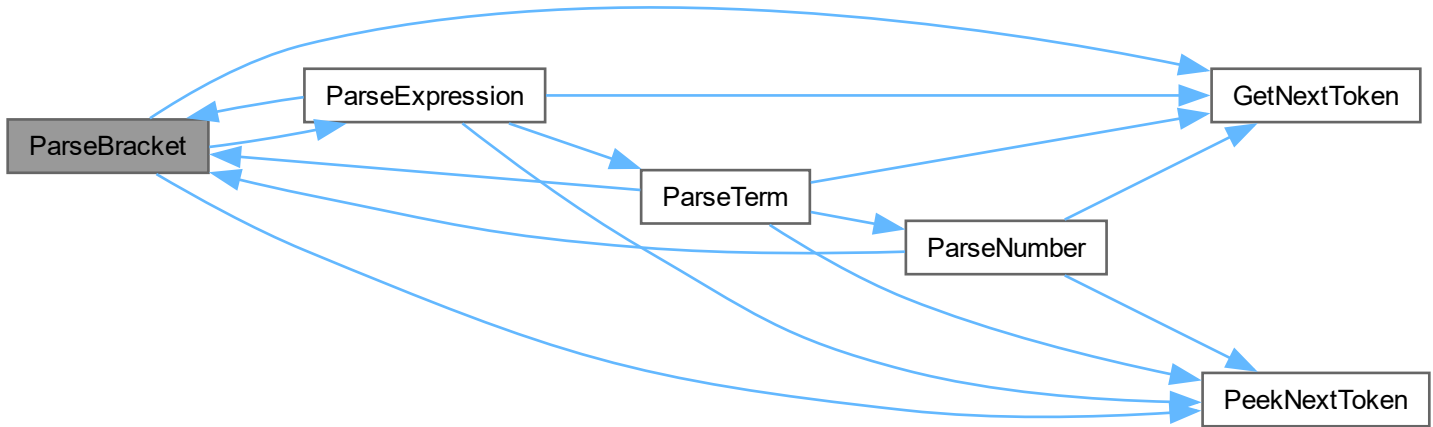 ParseBracket
ParseExpression
ParseTerm
ParseNumber
GetNextToken
PeekNextToken